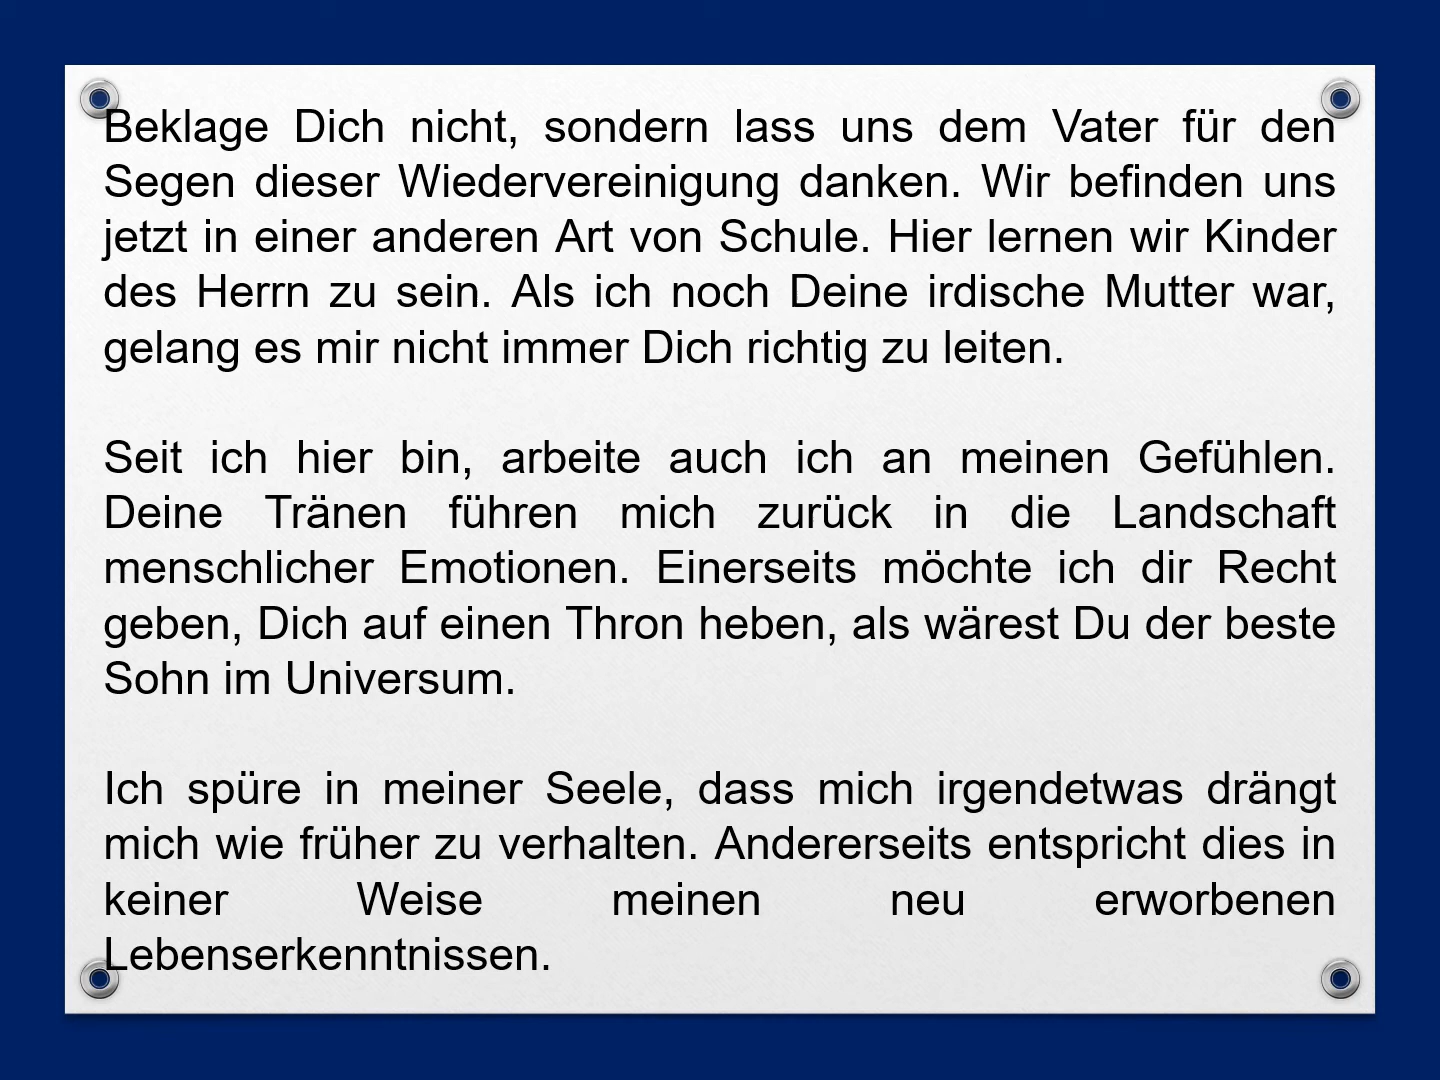 Beklage Dich nicht, sondern lass uns dem Vater für den
Segen dieser Wiedervereinigung danken. Wir befinden uns
jetzt in einer anderen Art von Schule. Hier lernen wir Kinder
des Herrn zu sein. Als ich noch Deine irdische Mutter war,
gelang es mir nicht immer Dich richtig zu leiten.
Seit ich hier bin, arbeite auch ich an meinen Gefühlen.
Deine Tränen führen mich zurück in die Landschaft
menschlicher Emotionen. Einerseits möchte ich dir Recht
geben, Dich auf einen Thron heben, als wärest Du der beste
Sohn im Universum.
Ich spüre in meiner Seele, dass mich irgendetwas drängt
mich wie früher zu verhalten. Andererseits entspricht dies in
keiner Weise meinen neu erworbenen
Lebenserkenntnissen.